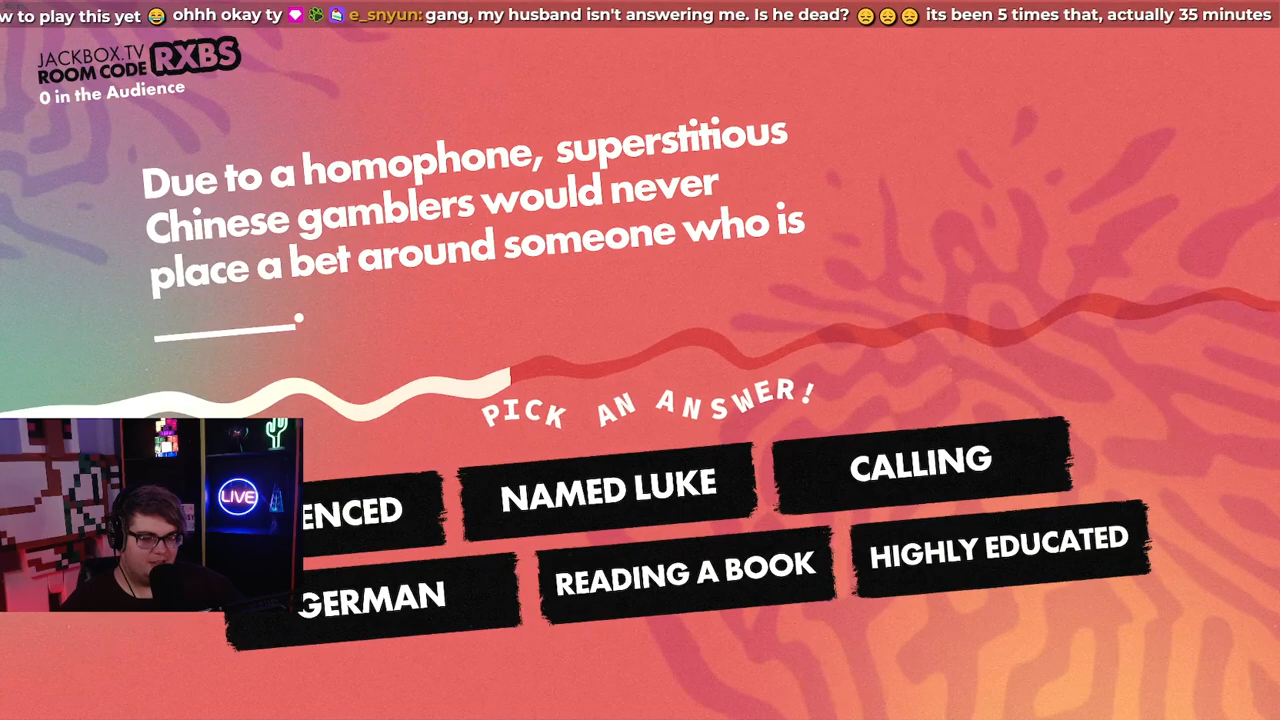 w to play this yet 😂 ohhh okay ty e_snyun: gang, my husband isn't answering me. Is he dead? 😔 😔 😔 its been 5 times that, actually 35 minutes
JACKBOX.TV
ROOM CODE RXBS
0 in the Audience
Due to a homophone, superstitious
Chinese gamblers would never
place a bet around someone who is
_______.
PICK AN ANSWER!
ENCED
NAMED LUKE
CALLING
GERMAN
READING A BOOK
HIGHLY EDUCATED
LIVE